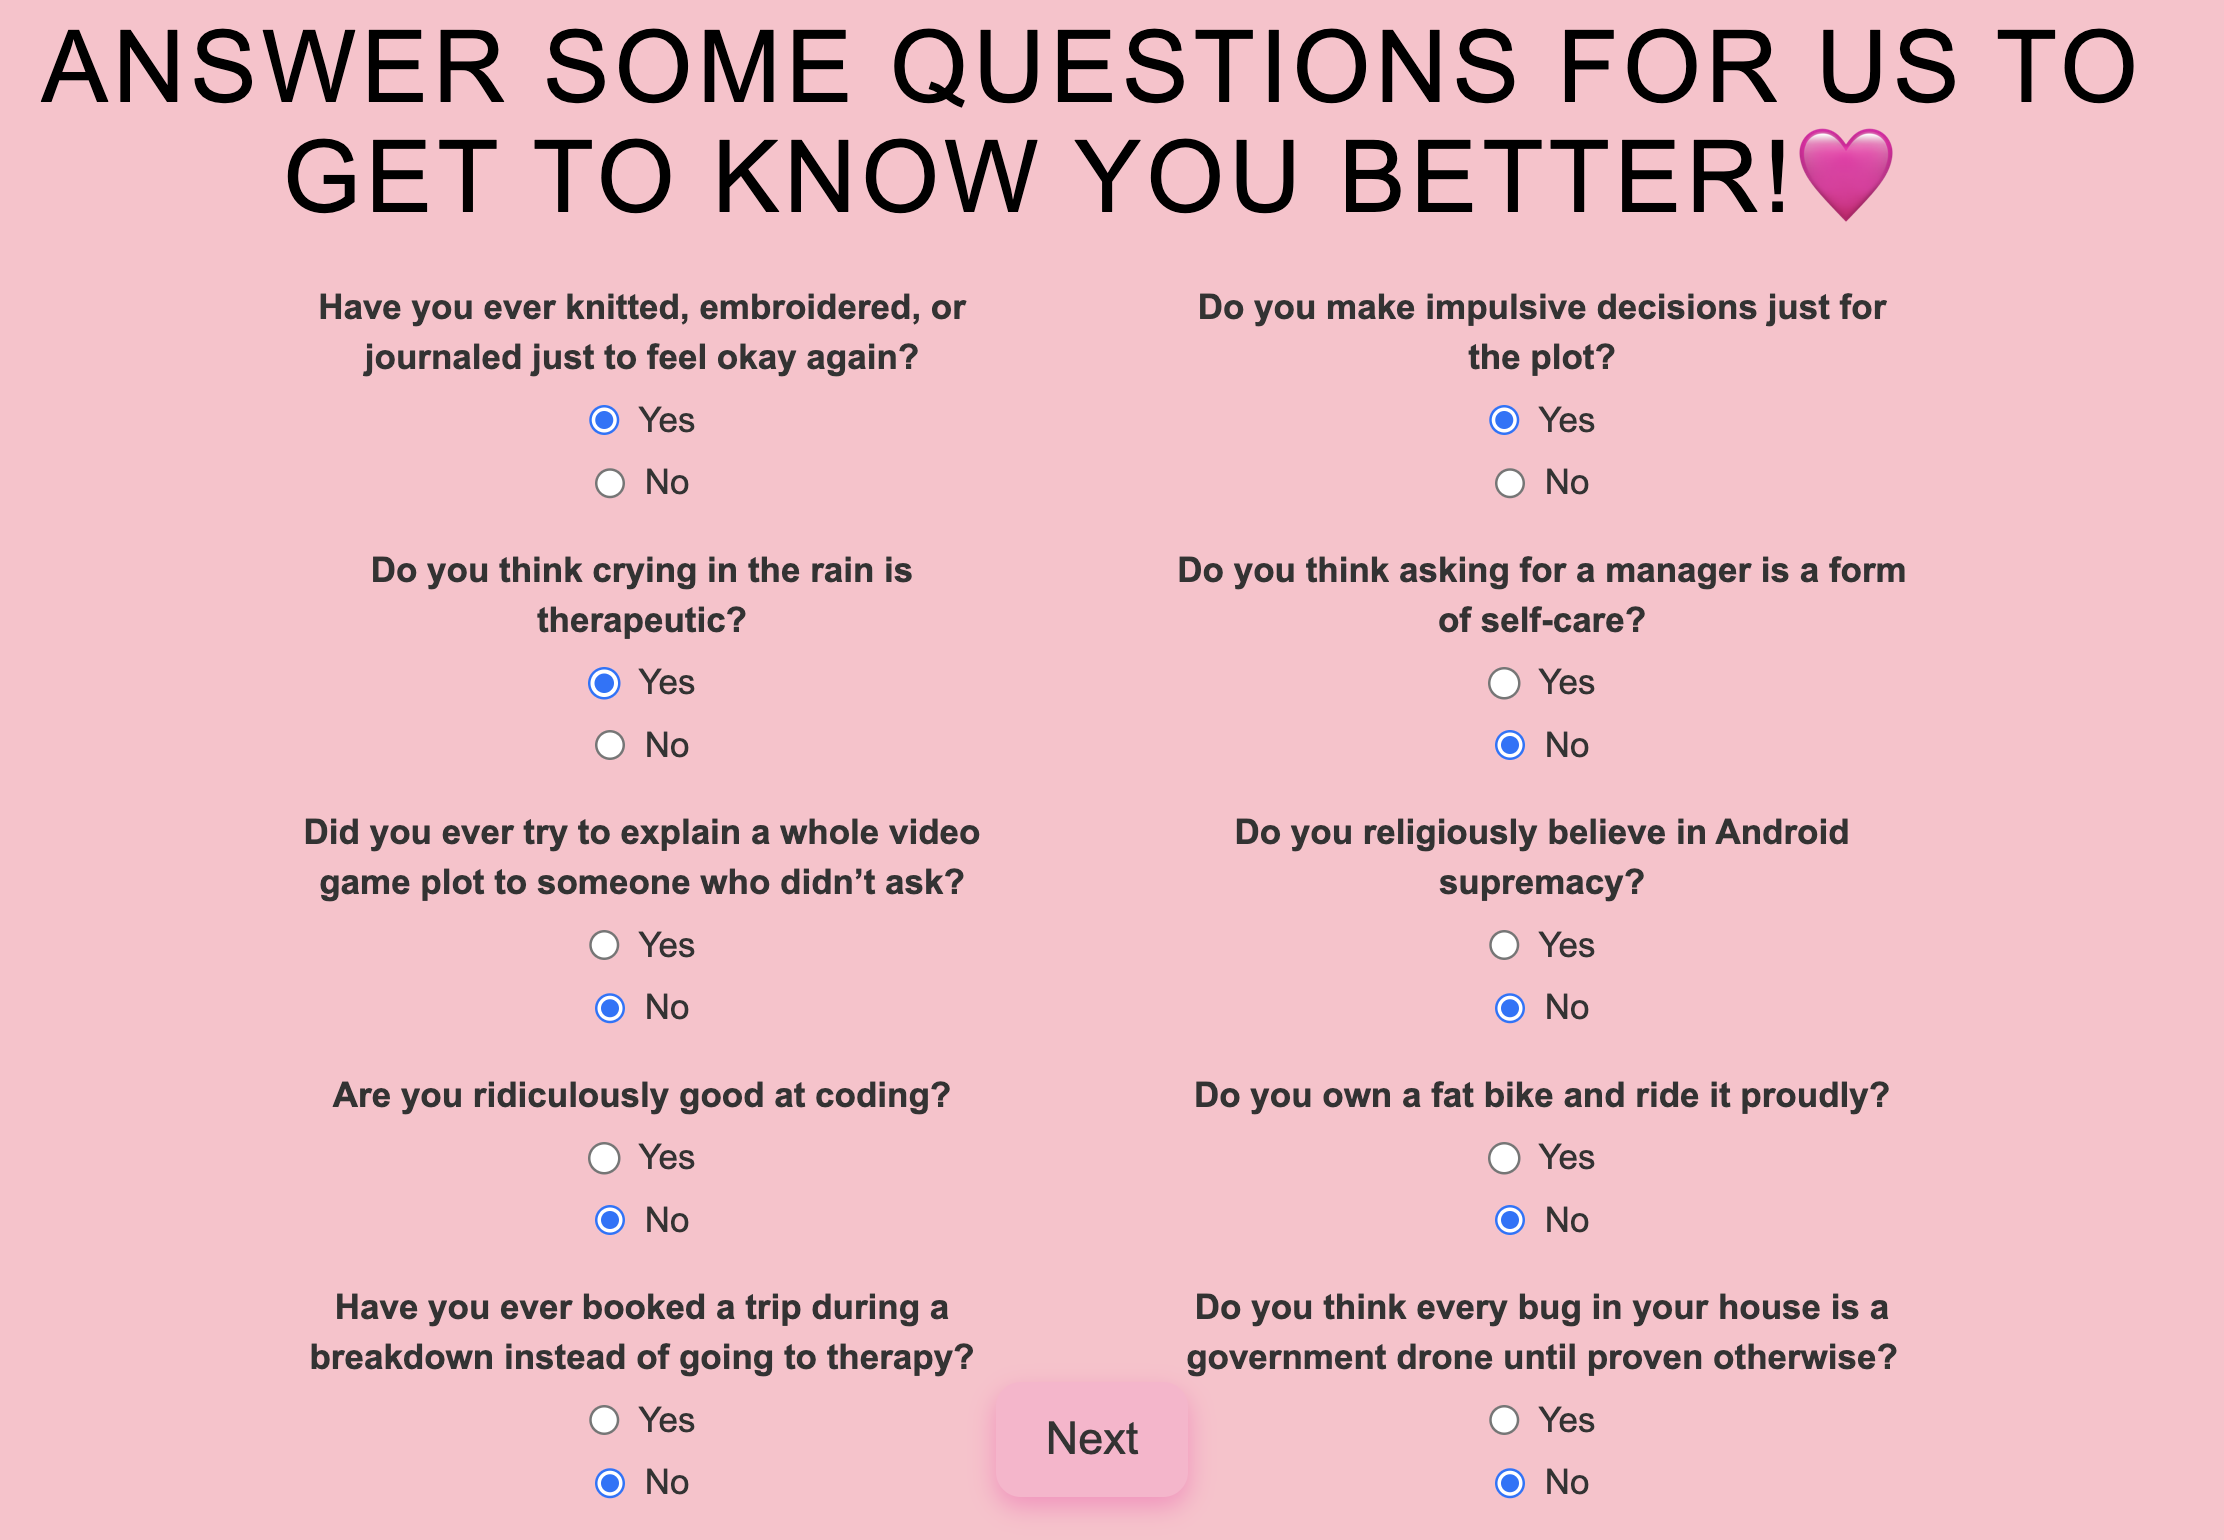 ANSWER SOME QUESTIONS FOR US TO
GET TO KNOW YOU BETTER!🩷
Have you ever knitted, embroidered, or
journaled just to feel okay again?
Yes
No
Do you make impulsive decisions just for
the plot?
Yes
No
Do you think crying in the rain is
therapeutic?
Yes
No
Do you think asking for a manager is a form
of self-care?
Yes
No
Did you ever try to explain a whole video
game plot to someone who didn’t ask?
Yes
No
Do you religiously believe in Android
supremacy?
Yes
No
Are you ridiculously good at coding?
Yes
No
Do you own a fat bike and ride it proudly?
Yes
No
Have you ever booked a trip during a
breakdown instead of going to therapy?
Yes
No
Do you think every bug in your house is a
government drone until proven otherwise?
Yes
No
Next